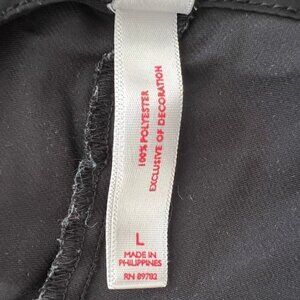 100% POLYESTER
EXCLUSIVE OF DECORATION
L
MADE IN
PHILIPPINES
RN 89782